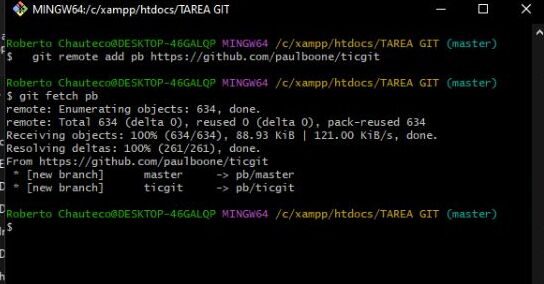 MINGW64:/c/xampp/htdocs/TAREA GIT
Roberto Chauteco@DESKTOP-46GALQP MINGW64 /c/xampp/htdocs/TAREA GIT (master)
$   git remote add pb https://github.com/paulboone/ticgit
Roberto Chauteco@DESKTOP-46GALQP MINGW64 /c/xampp/htdocs/TAREA GIT (master)
$ git fetch pb
remote: Enumerating objects: 634, done.
remote: Total 634 (delta 0), reused 0 (delta 0), pack-reused 634
Receiving objects: 100% (634/634), 88.93 KiB | 121.00 KiB/s, done.
Resolving deltas: 100% (261/261), done.
From https://github.com/paulboone/ticgit
 * [new branch]      master     -> pb/master
 * [new branch]      ticgit     -> pb/ticgit
Roberto Chauteco@DESKTOP-46GALQP MINGW64 /c/xampp/htdocs/TAREA GIT (master)
$